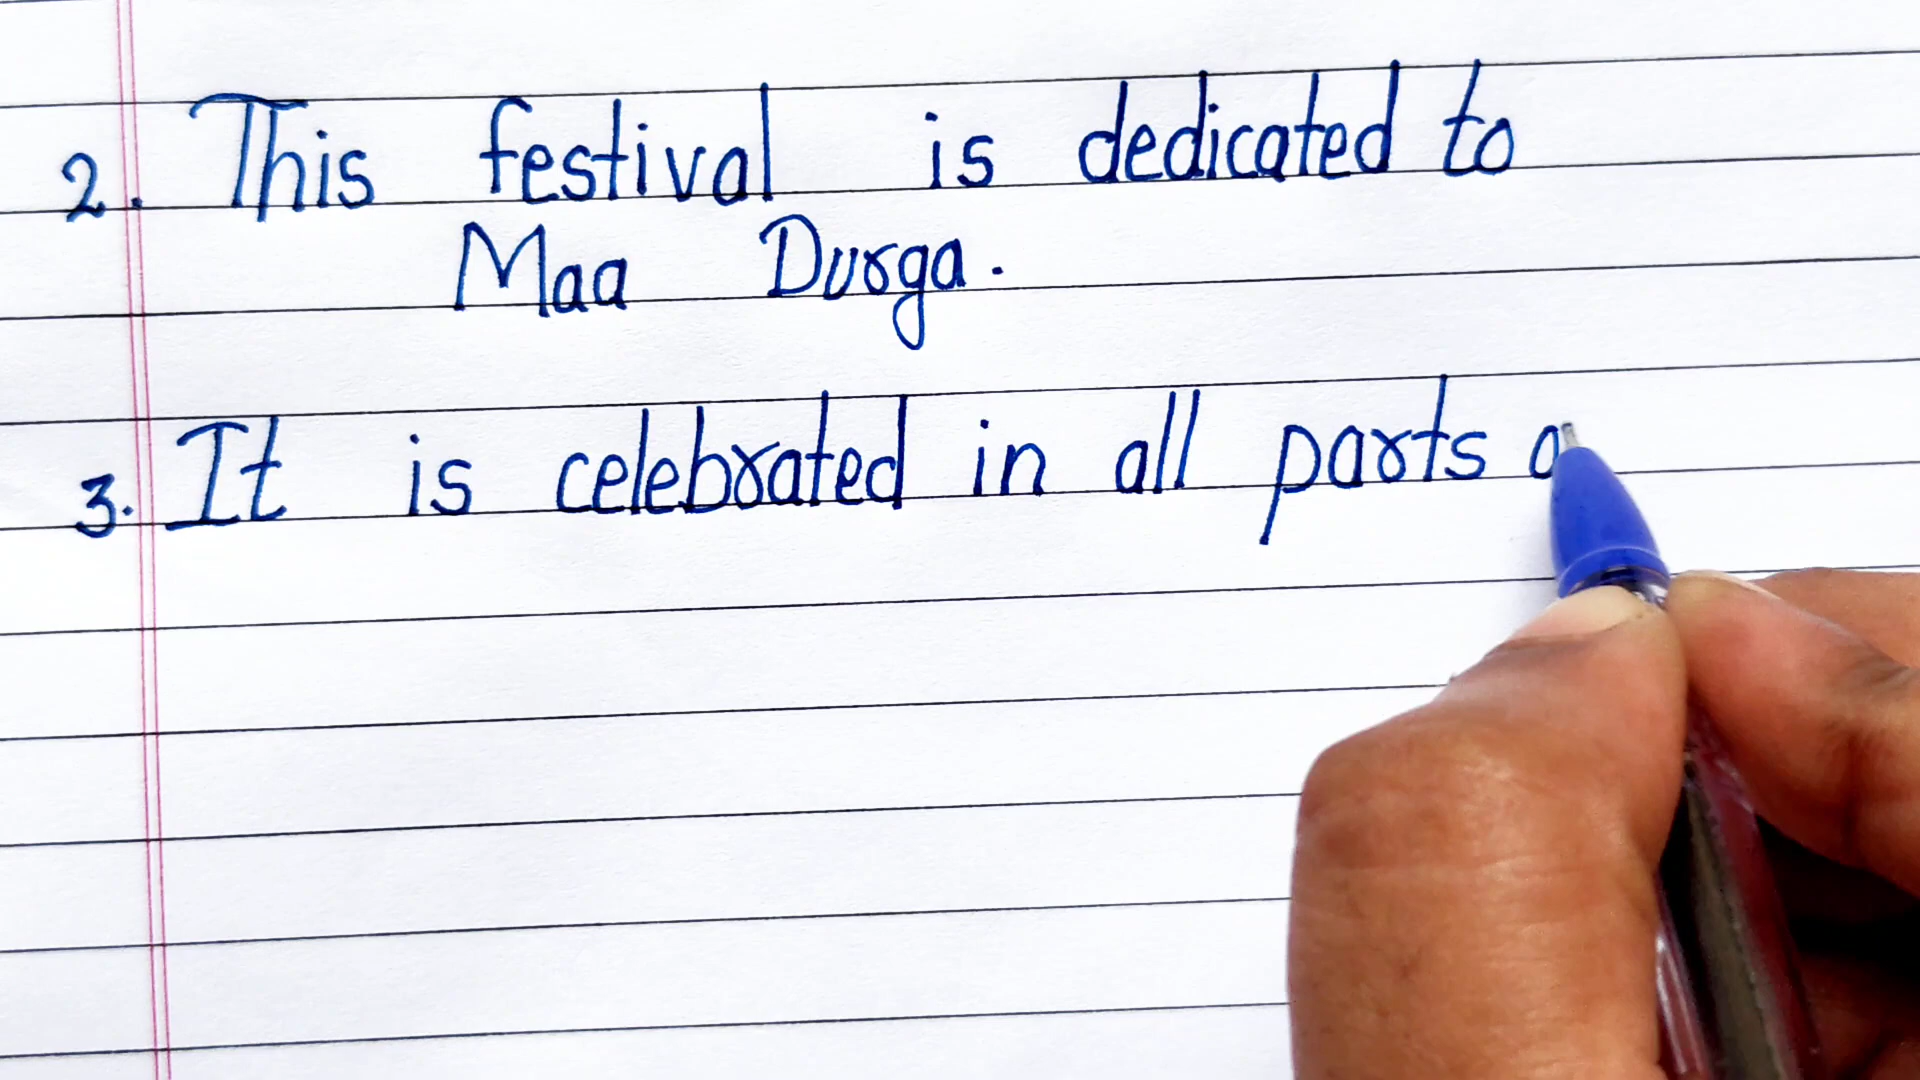 2. This festival is dedicated to
Maa Durga.
3. It is celebrated in all parts